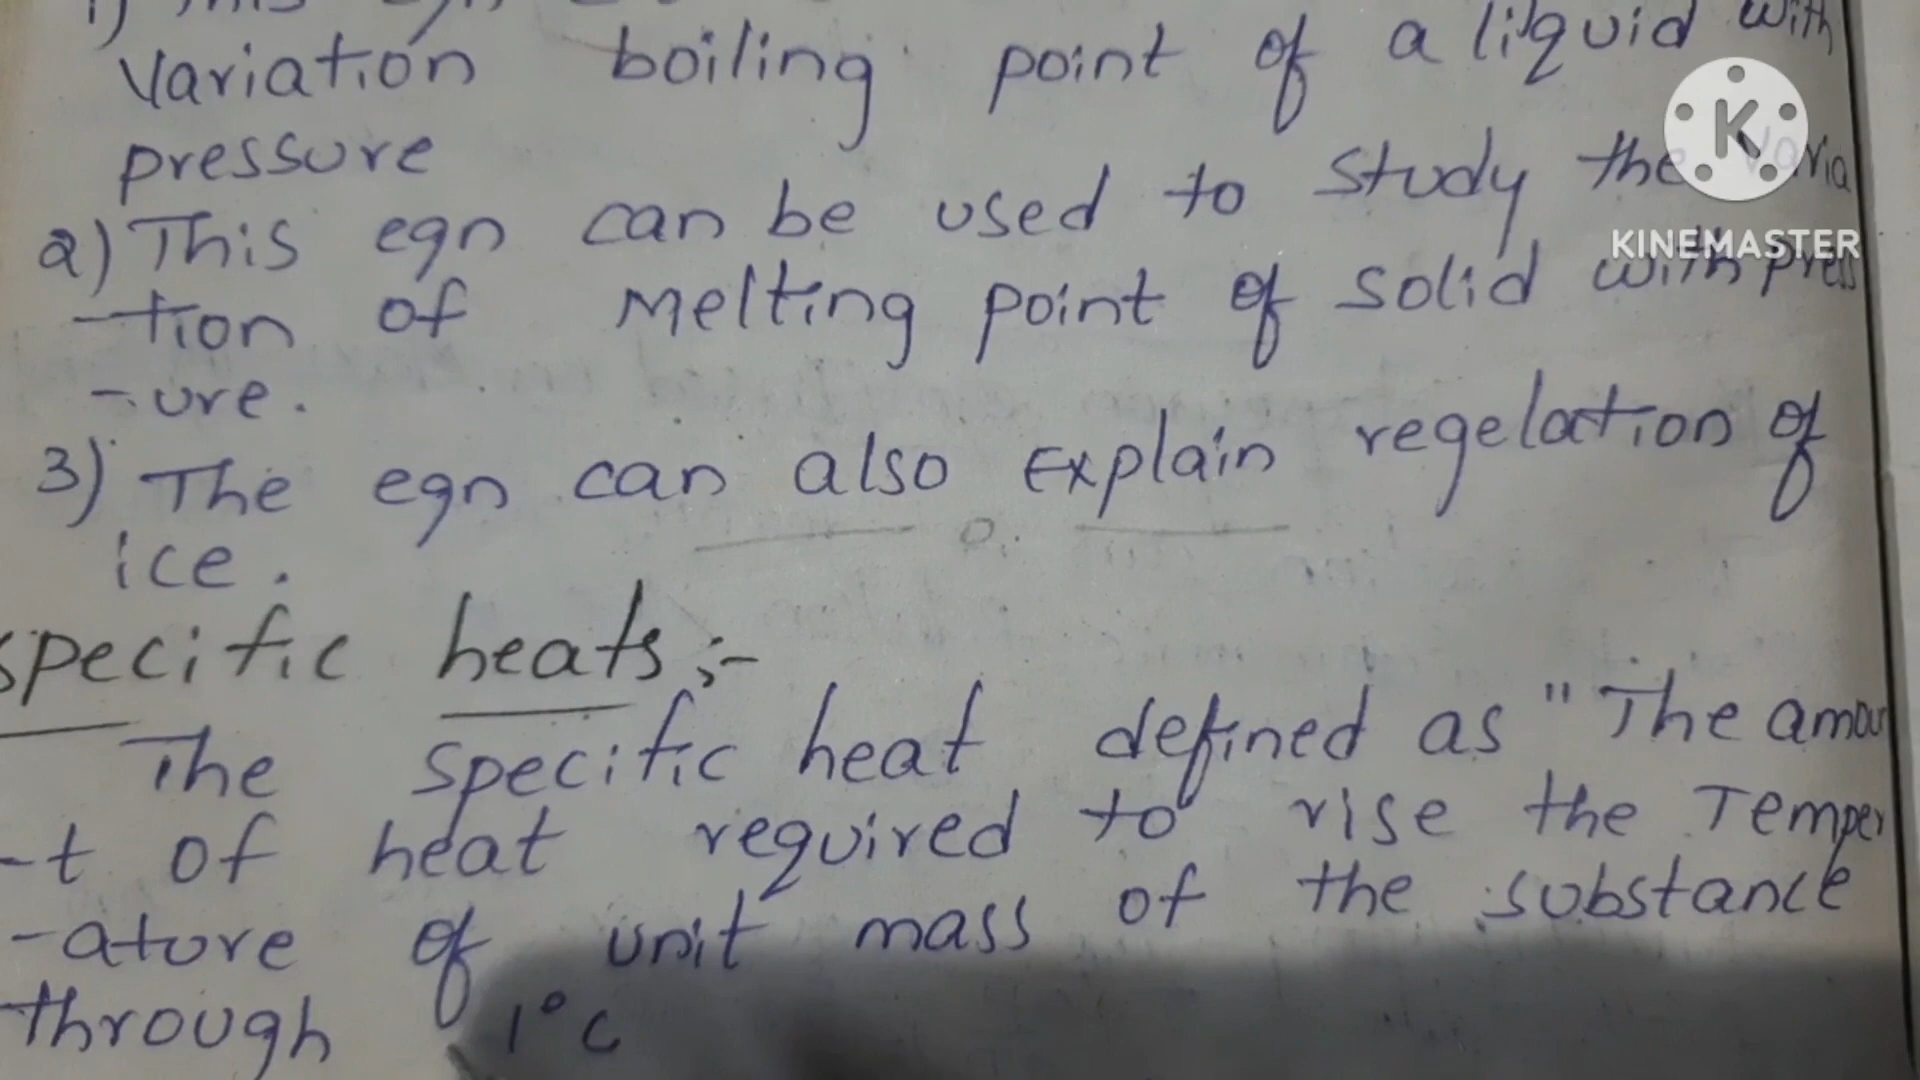 1) This eqn
variation boiling point of a liquid with
pressure
2) This eqn can be used to study the varia
-tion of Melting point of solid with press
-ure.
3) The eqn can also Explain regelation of
ice.
specific heats :-
The specific heat defined as "The amou
-t of heat required to rise the Temper
-ature of unit mass of the substance
through 1°C
KINEMASTER